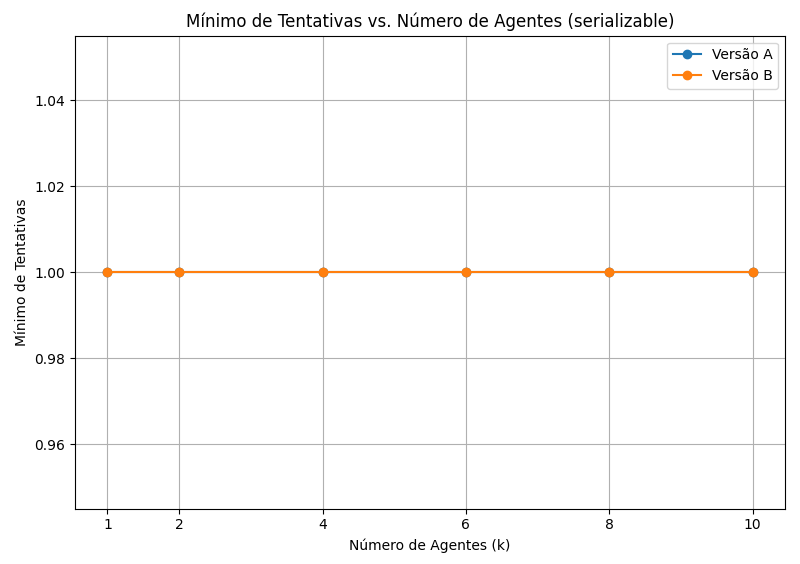 Mínimo de Tentativas vs. Número de Agentes (serializable)
Versão A
Versão B
Mínimo de Tentativas
1.04
1.02
1.00
0.98
0.96
1 2 4 6 8 10
Número de Agentes (k)